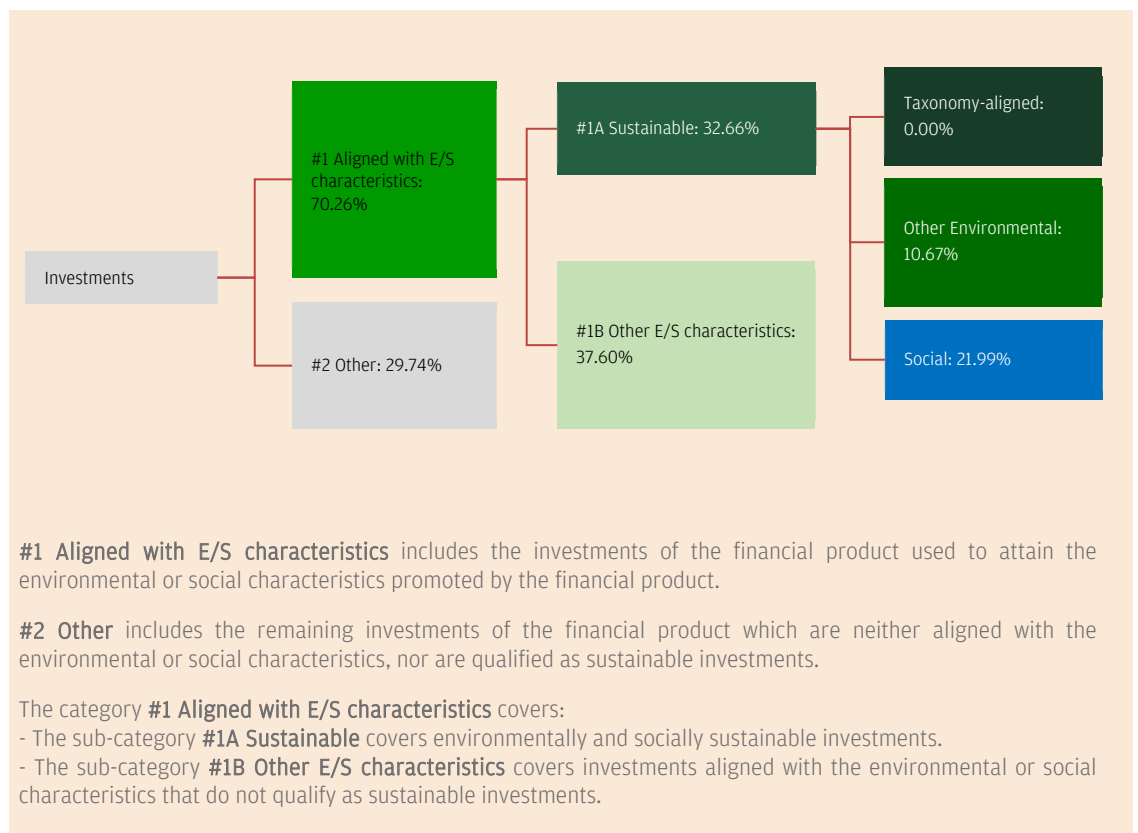 Investments
#1 Aligned with E/S
characteristics:
70.26%
#2 Other: 29.74%
#1A Sustainable: 32.66%
#1B Other E/S characteristics:
37.60%
Taxonomy-aligned:
0.00%
Other Environmental:
10.67%
Social: 21.99%
#1 Aligned with E/S characteristics includes the investments of the financial product used to attain the
environmental or social characteristics promoted by the financial product.
#2 Other includes the remaining investments of the financial product which are neither aligned with the
environmental or social characteristics, nor are qualified as sustainable investments.
The category #1 Aligned with E/S characteristics covers:
- The sub-category #1A Sustainable covers environmentally and socially sustainable investments.
- The sub-category #1B Other E/S characteristics covers investments aligned with the environmental or social
characteristics that do not qualify as sustainable investments.